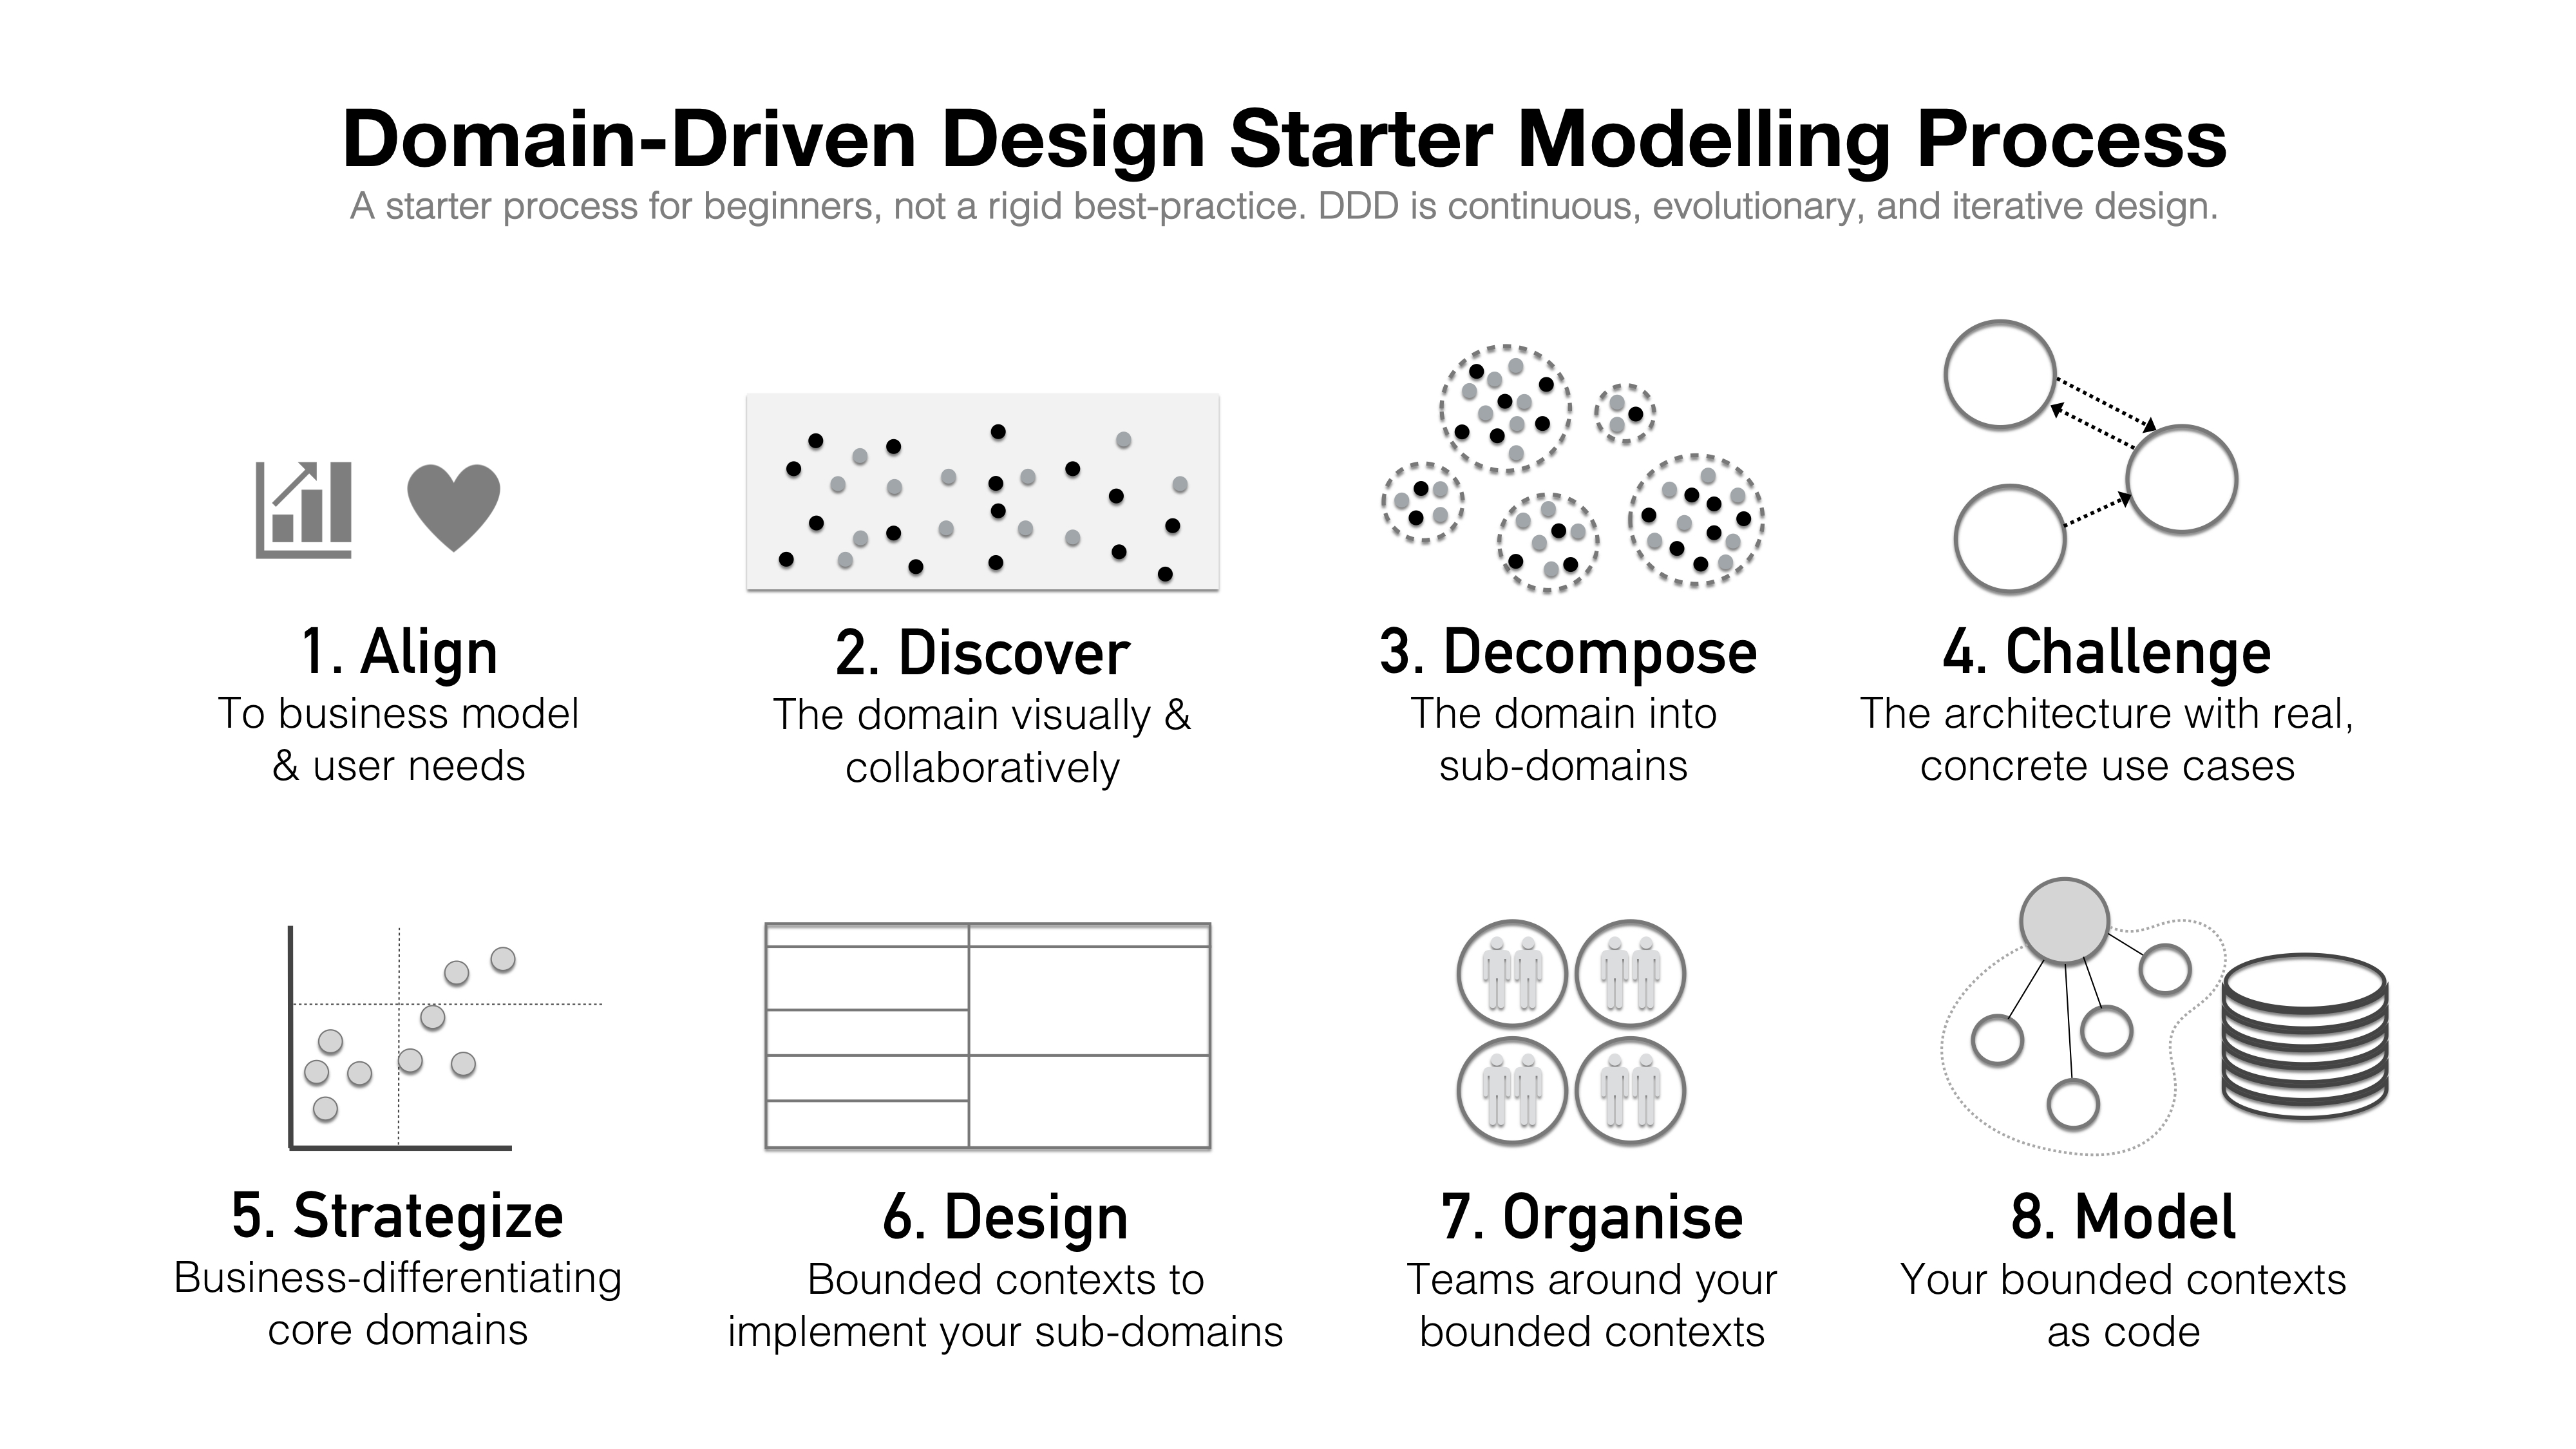 Domain-Driven Design Starter Modelling Process
A starter process for beginners, not a rigid best-practice. DDD is continuous, evolutionary, and iterative design.
1. Align
To business model
& user needs
2. Discover
The domain visually &
collaboratively
3. Decompose
The domain into
sub-domains
4. Challenge
The architecture with real,
concrete use cases
5. Strategize
Business-differentiating
core domains
6. Design
Bounded contexts to
implement your sub-domains
7. Organise
Teams around your
bounded contexts
8. Model
Your bounded contexts
as code